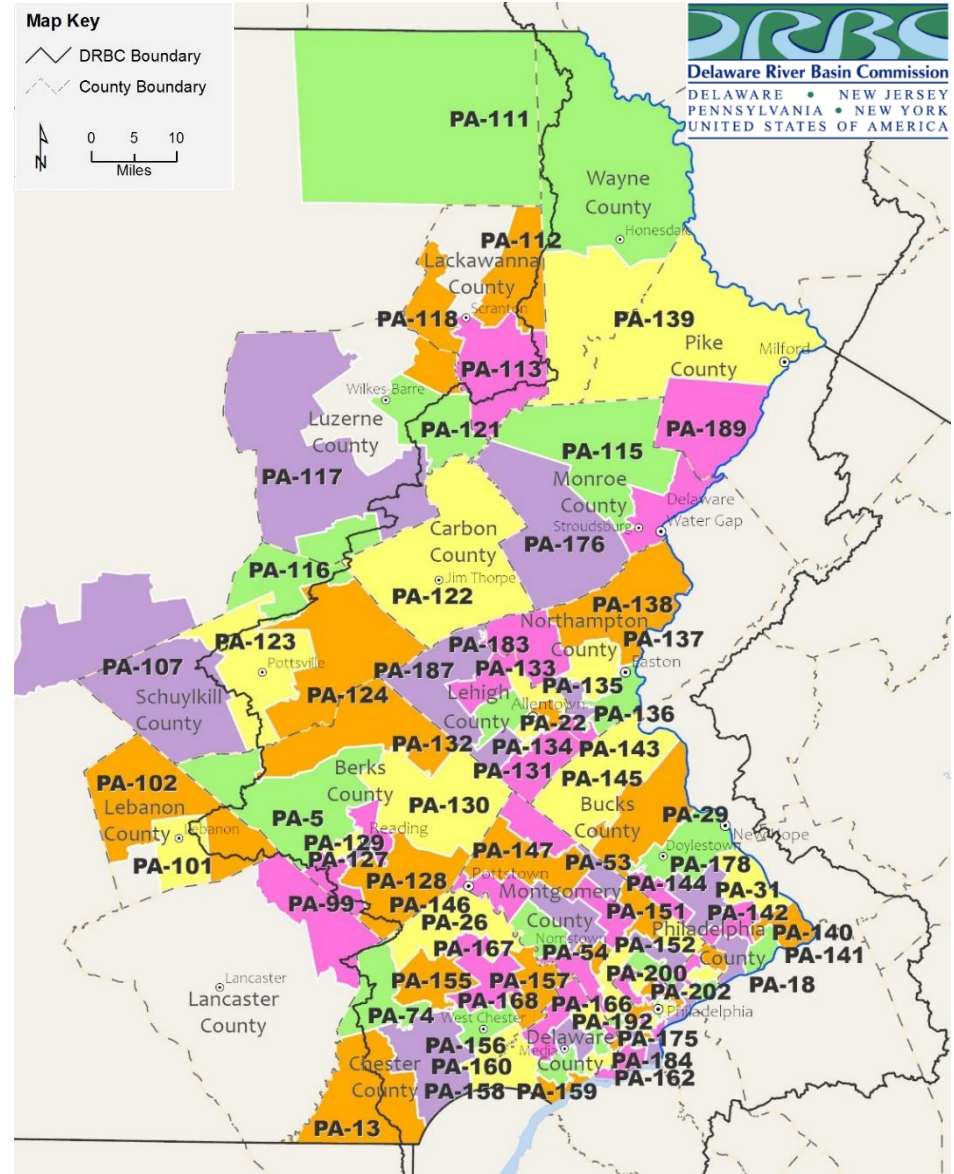 Map Key
DRBC Boundary
County Boundary
N
0 5 10
Miles
DRBC
Delaware River Basin Commission
DELAWARE • NEW JERSEY
PENNSYLVANIA • NEW YORK
UNITED STATES OF AMERICA
PA-111
Wayne
County
Honesdale
PA-112
Lackawanna
County
Scranton
PA-118
PA-139
Pike
County
Milford
PA-113
Wilkes-Barre
Luzerne
County
PA-121
PA-189
PA-115
Monroe
County
PA-117
Delaware
Water Gap
Stroudsburg
Carbon
County
PA-176
PA-116
Jim Thorpe
PA-122
PA-138
Northampton
County
PA-123
PA-183
PA-137
Easton
PA-107
Pottsville
PA-187
PA-133
PA-135
Schuylkill
County
PA-124
Lehigh
County
Allentown
PA-22
PA-136
PA-132
PA-134
PA-143
PA-131
PA-102
Lebanon
County
Lebanon
Berks
County
PA-145
Bucks
County
PA-130
PA-5
PA-29
New Hope
Reading
PA-129
PA-127
Doylestown
PA-101
PA-147
PA-53
PA-178
PA-128
Pottstown
Montgomery
County
PA-144
PA-31
PA-99
PA-146
PA-151
PA-142
PA-26
Philadelphia
County
PA-140
PA-167
Norristown
PA-54
PA-152
PA-141
PA-155
PA-157
PA-200
PA-18
Lancaster
Lancaster
County
PA-168
PA-166
PA-202
Philadelphia
PA-74
West Chester
PA-192
PA-156
Delaware
County
Media
PA-175
Chester
County
PA-160
PA-184
PA-158
PA-159
PA-162
PA-13